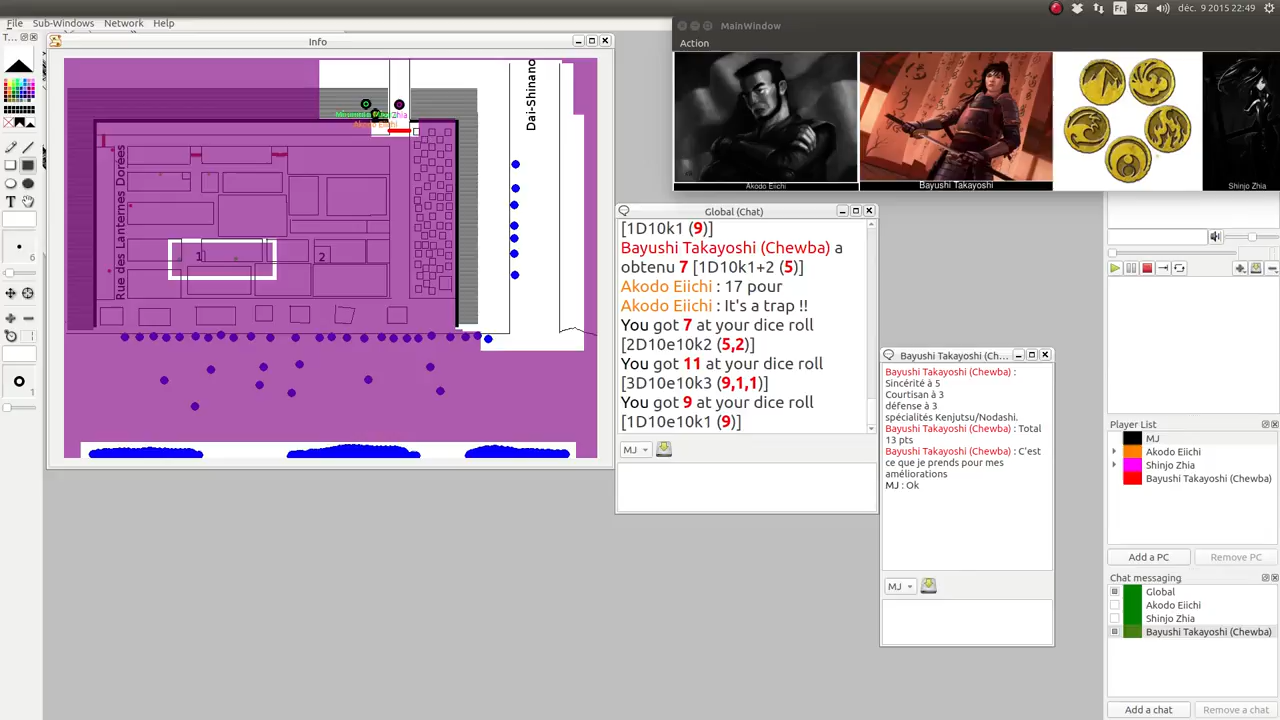 déc. 9 2015 22:49
Fr,
File Sub-Windows Network Help
T...
Info
Dai-Shinano
Rue des Lanternes Dorées
1
2
T
6
1
MainWindow
Action
Akodo Eiichi
Bayushi Takayoshi
Shinjo Zhia
Global (Chat)
[1D10k1 (9)]
Bayushi Takayoshi (Chewba) a
obtenu 7 [1D10k1+2 (5)]
Akodo Eiichi : 17 pour
Akodo Eiichi : It's a trap !!
You got 7 at your dice roll
[2D10e10k2 (5,2)]
You got 11 at your dice roll
[3D10e10k3 (9,1,1)]
You got 9 at your dice roll
[1D10e10k1 (9)]
MJ
Bayushi Takayoshi (Ch...
Bayushi Takayoshi (Chewba) :
Sincérité à 5
Courtisan à 3
défense à 3
spécialités Kenjutsu/Nodashi.
Bayushi Takayoshi (Chewba) : Total
13 pts
Bayushi Takayoshi (Chewba) : C'est
ce que je prends pour mes
améliorations
MJ : Ok
MJ
Player List
MJ
Akodo Eiichi
Shinjo Zhia
Bayushi Takayoshi (Chewba)
Add a PC
Remove PC
Chat messaging
Global
Akodo Eiichi
Shinjo Zhia
Bayushi Takayoshi (Chewba)
Add a chat
Remove a chat